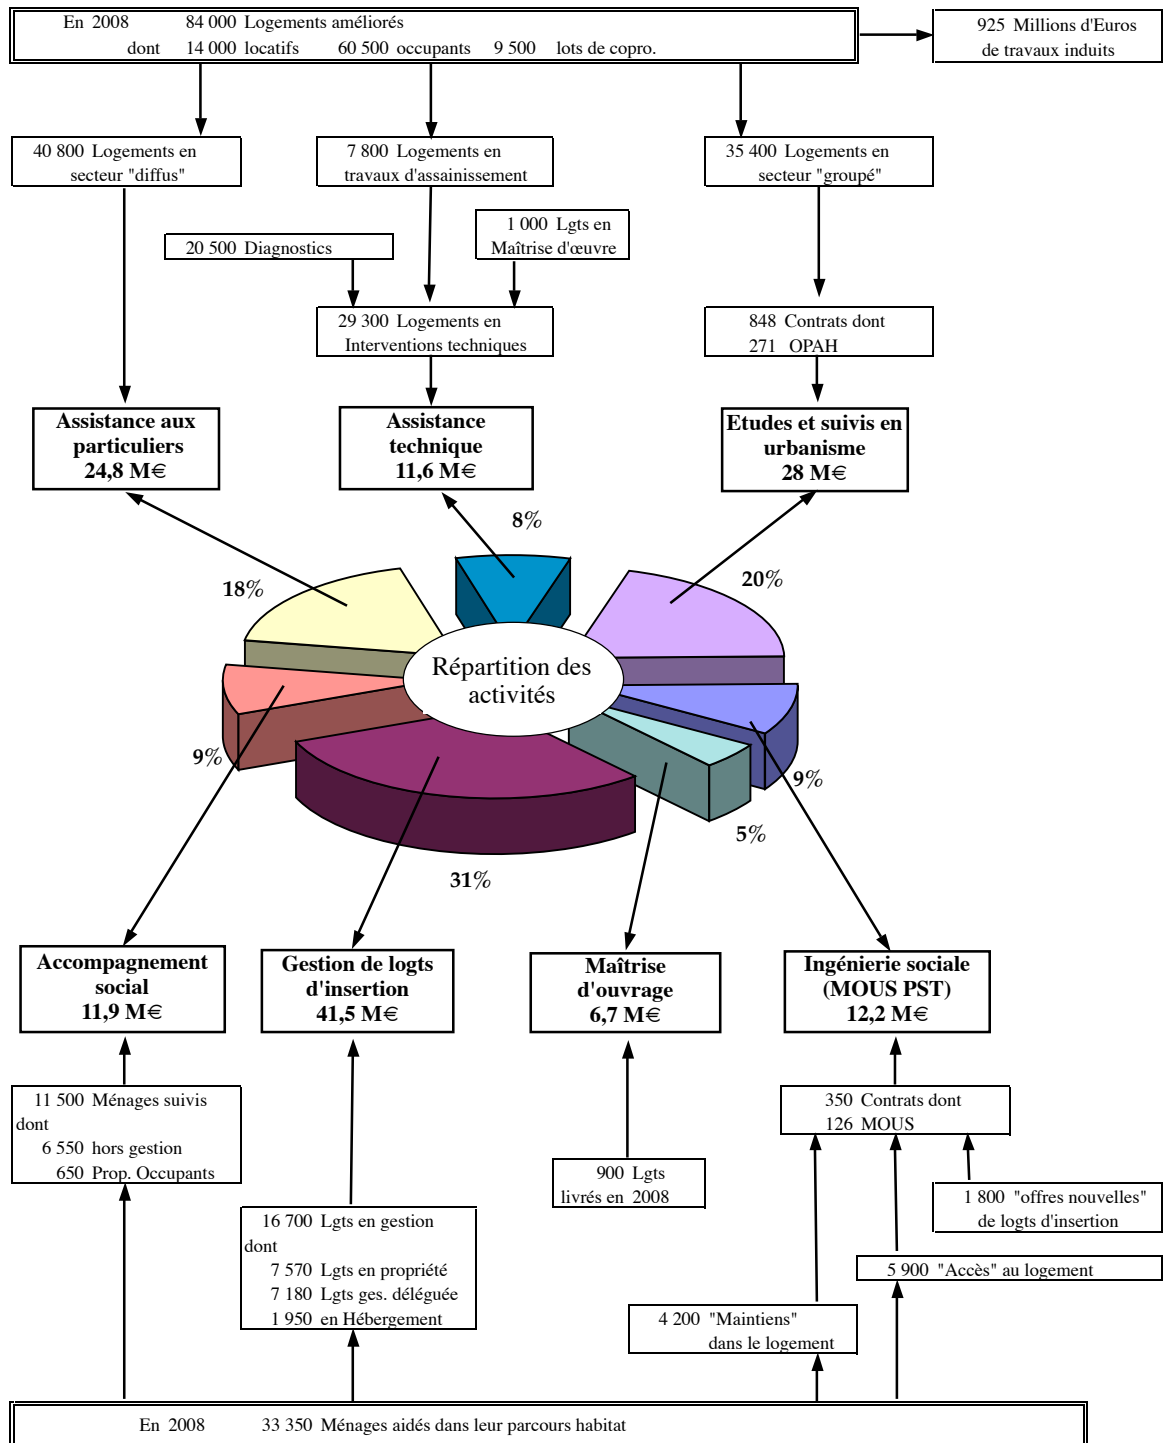 En 2008 84 000 Logements améliorés
dont 14 000 locatifs 60 500 occupants 9 500 lots de copro.
925 Millions d'Euros
de travaux induits
40 800 Logements en
secteur "diffus"
7 800 Logements en
travaux d'assainissement
35 400 Logements en
secteur "groupé"
20 500 Diagnostics
1 000 Lgts en
Maîtrise d'œuvre
29 300 Logements en
Interventions techniques
848 Contrats dont
271 OPAH
Assistance aux
particuliers
24,8 M€
Assistance
technique
11,6 M€
Etudes et suivis en
urbanisme
28 M€
8%
18%
20%
Répartition des
activités
9%
9%
5%
31%
Accompagnement
social
11,9 M€
Gestion de logts
d'insertion
41,5 M€
Maîtrise
d'ouvrage
6,7 M€
Ingénierie sociale
(MOUS PST)
12,2 M€
11 500 Ménages suivis
dont
6 550 hors gestion
650 Prop. Occupants
350 Contrats dont
126 MOUS
900 Lgts
livrés en 2008
1 800 "offres nouvelles"
de logts d'insertion
16 700 Lgts en gestion
dont
7 570 Lgts en propriété
7 180 Lgts ges. déléguée
1 950 en Hébergement
5 900 "Accès" au logement
4 200 "Maintiens"
dans le logement
En 2008 33 350 Ménages aidés dans leur parcours habitat